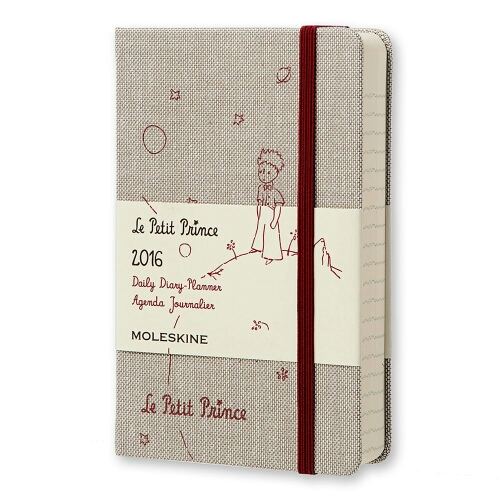 Le Petit Prince
2016
Daily Diary-Planner
Agenda Journalier
MOLESKINE
Le Petit Prince